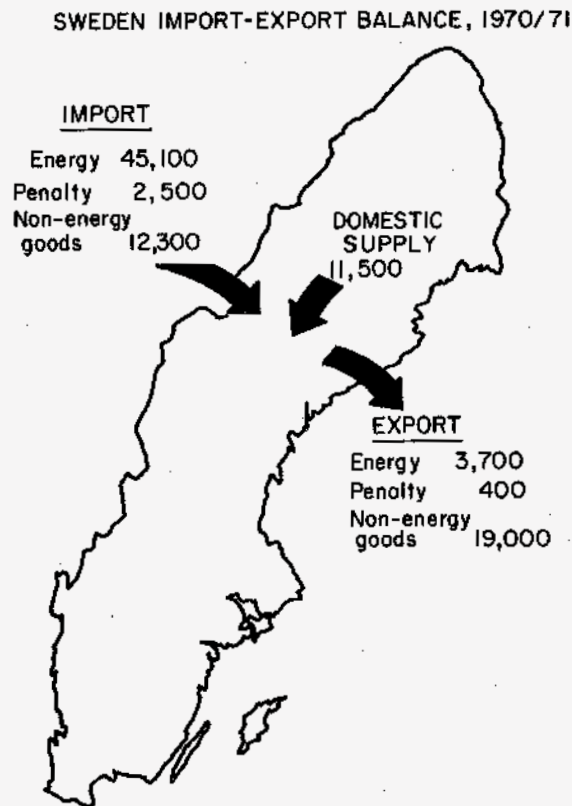 SWEDEN IMPORT-EXPORT BALANCE, 1970/71
IMPORT
Energy 45,100
Penalty 2,500
Non-energy
goods 12,300
DOMESTIC
SUPPLY
11,500
EXPORT
Energy 3,700
Penalty 400
Non-energy
goods 19,000